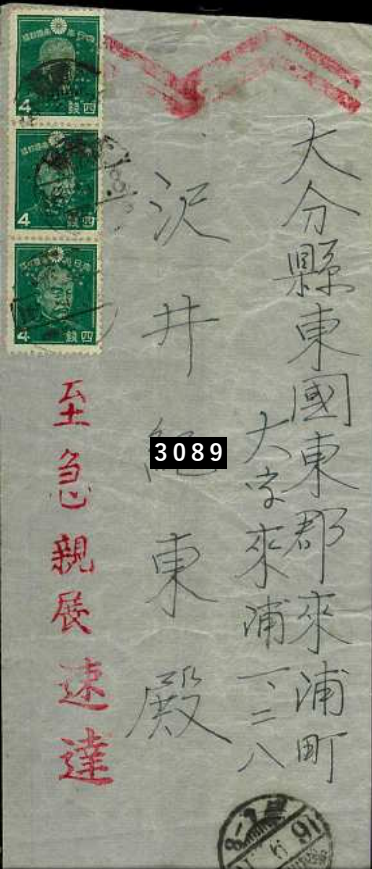 大分縣東國東郡來浦町
大字來浦一、二八
沢井
東殿
3089
至急親展速達
4 錢 四
4 錢 四
4 錢 四